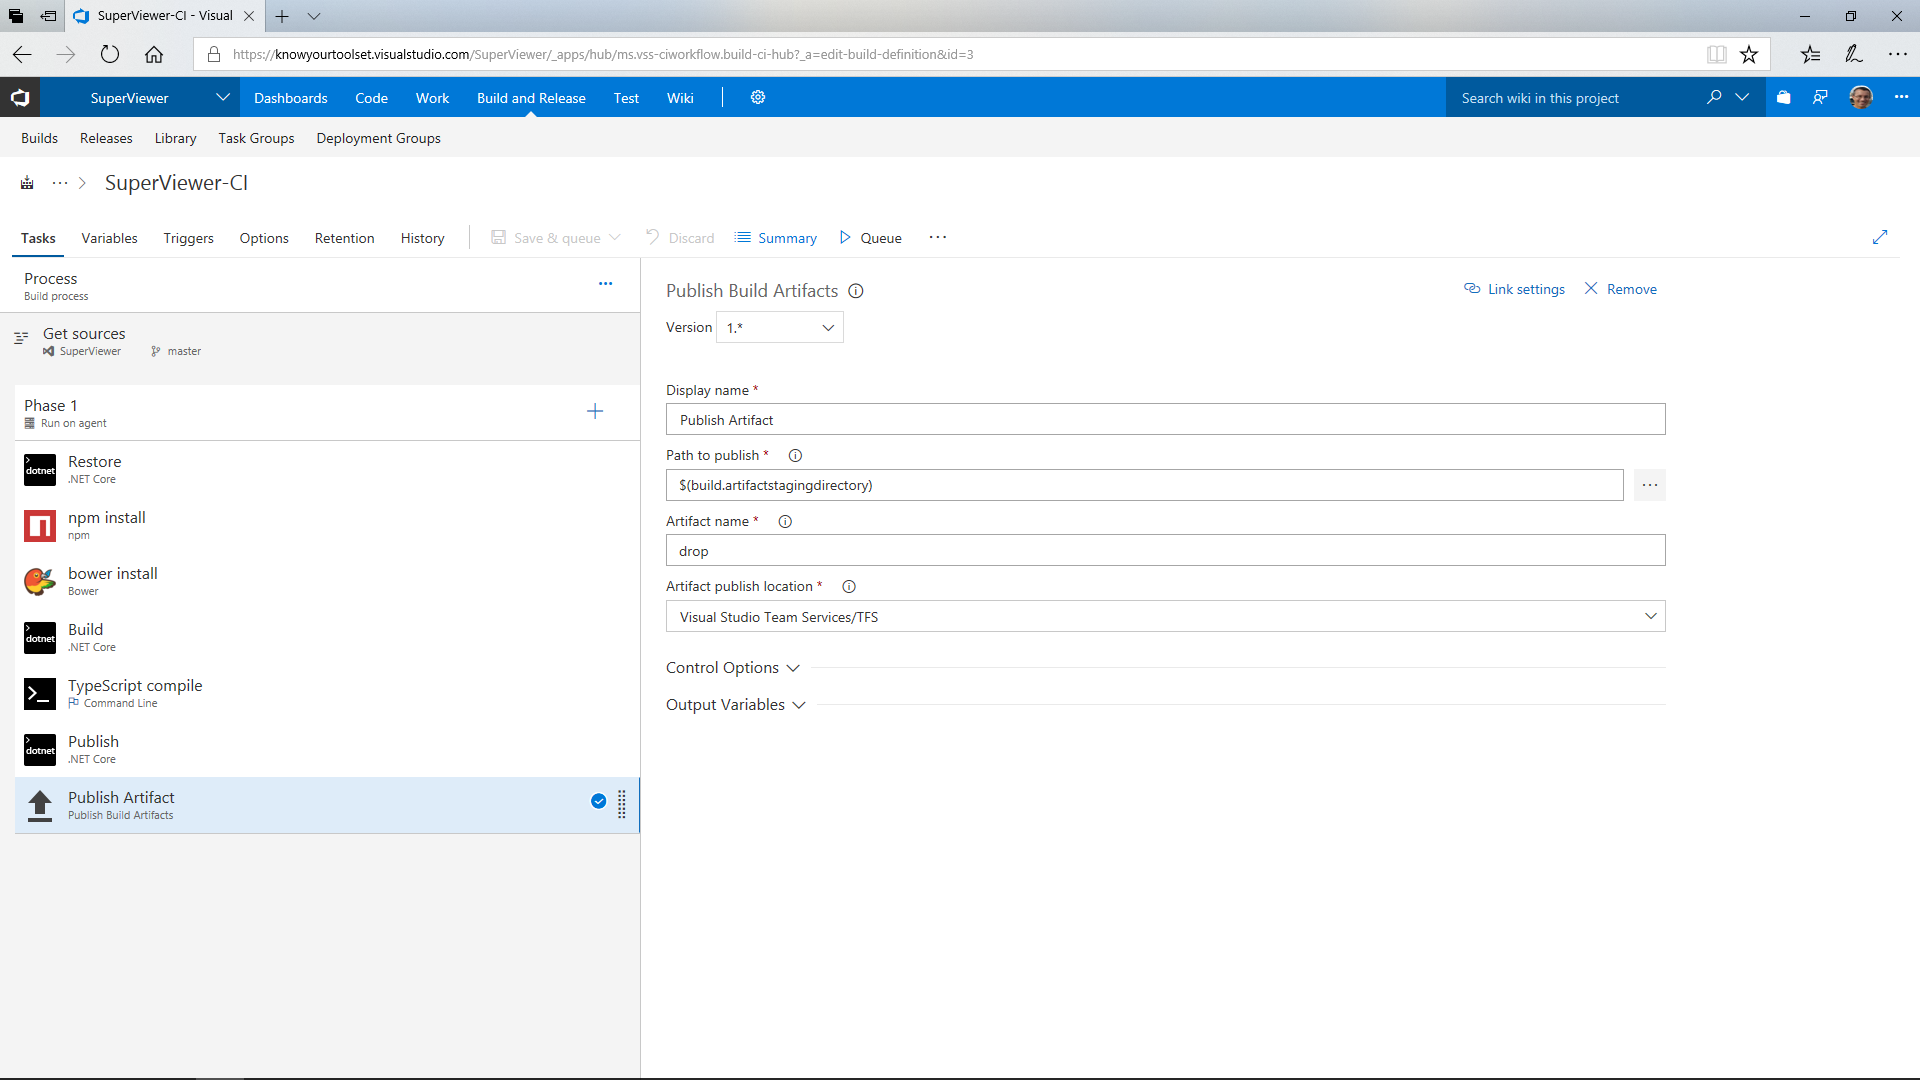 SuperViewer-CI - Visual
https://knowyourtoolset.visualstudio.com/SuperViewer/_apps/hub/ms.vss-ciworkflow.build-ci-hub?_a=edit-build-definition&id=3
SuperViewer Dashboards Code Work Build and Release Test Wiki Search wiki in this project
Builds Releases Library Task Groups Deployment Groups
SuperViewer-CI
Tasks Variables Triggers Options Retention History Save & queue Discard Summary Queue
Process
Build process
Get sources
SuperViewer master
Phase 1
Run on agent
dotnet Restore
.NET Core
npm install
npm
bower install
Bower
dotnet Build
.NET Core
TypeScript compile
Command Line
dotnet Publish
.NET Core
Publish Artifact
Publish Build Artifacts
Publish Build Artifacts Link settings Remove
Version 1.*
Display name *
Publish Artifact
Path to publish *
$(build.artifactstagingdirectory)
Artifact name *
drop
Artifact publish location *
Visual Studio Team Services/TFS
Control Options
Output Variables